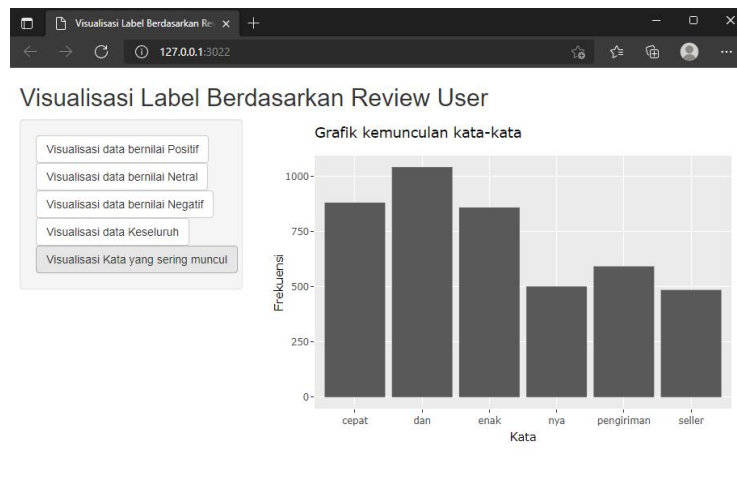 Visualisasi Label Berdasarkan Re
127.0.0.1:3022
Visualisasi Label Berdasarkan Review User
Visualisasi data bernilai Positif
Visualisasi data bernilai Netral
Visualisasi data bernilai Negatif
Visualisasi data Keseluruh
Visualisasi Kata yang sering muncul
Grafik kemunculan kata-kata
Frekuensi
1000
750
500
250
0
cepat dan enak nya pengiriman seller
Kata